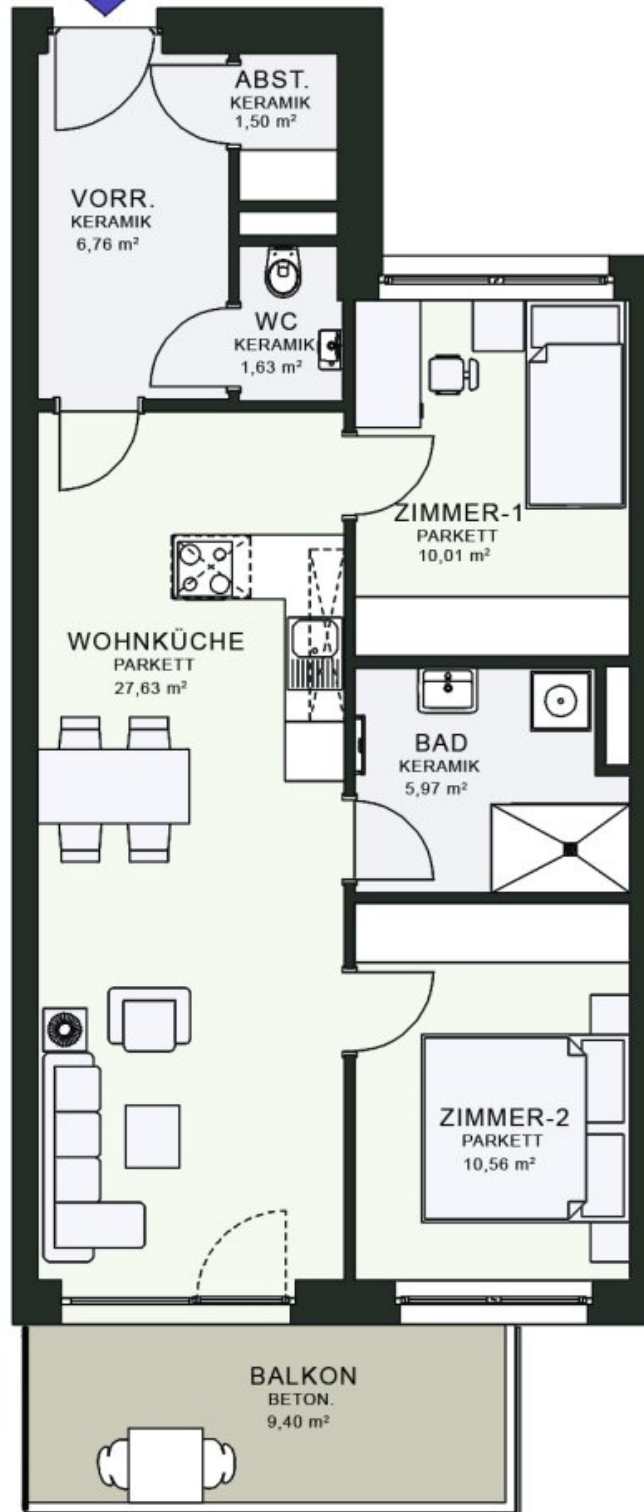 ABST.
KERAMIK
1,50 m²
VORR.
KERAMIK
6,76 m²
WC
KERAMIK
1,63 m²
ZIMMER-1
PARKETT
10,01 m²
WOHNKÜCHE
PARKETT
27,63 m²
BAD
KERAMIK
5,97 m²
ZIMMER-2
PARKETT
10,56 m²
BALKON
BETON.
9,40 m²